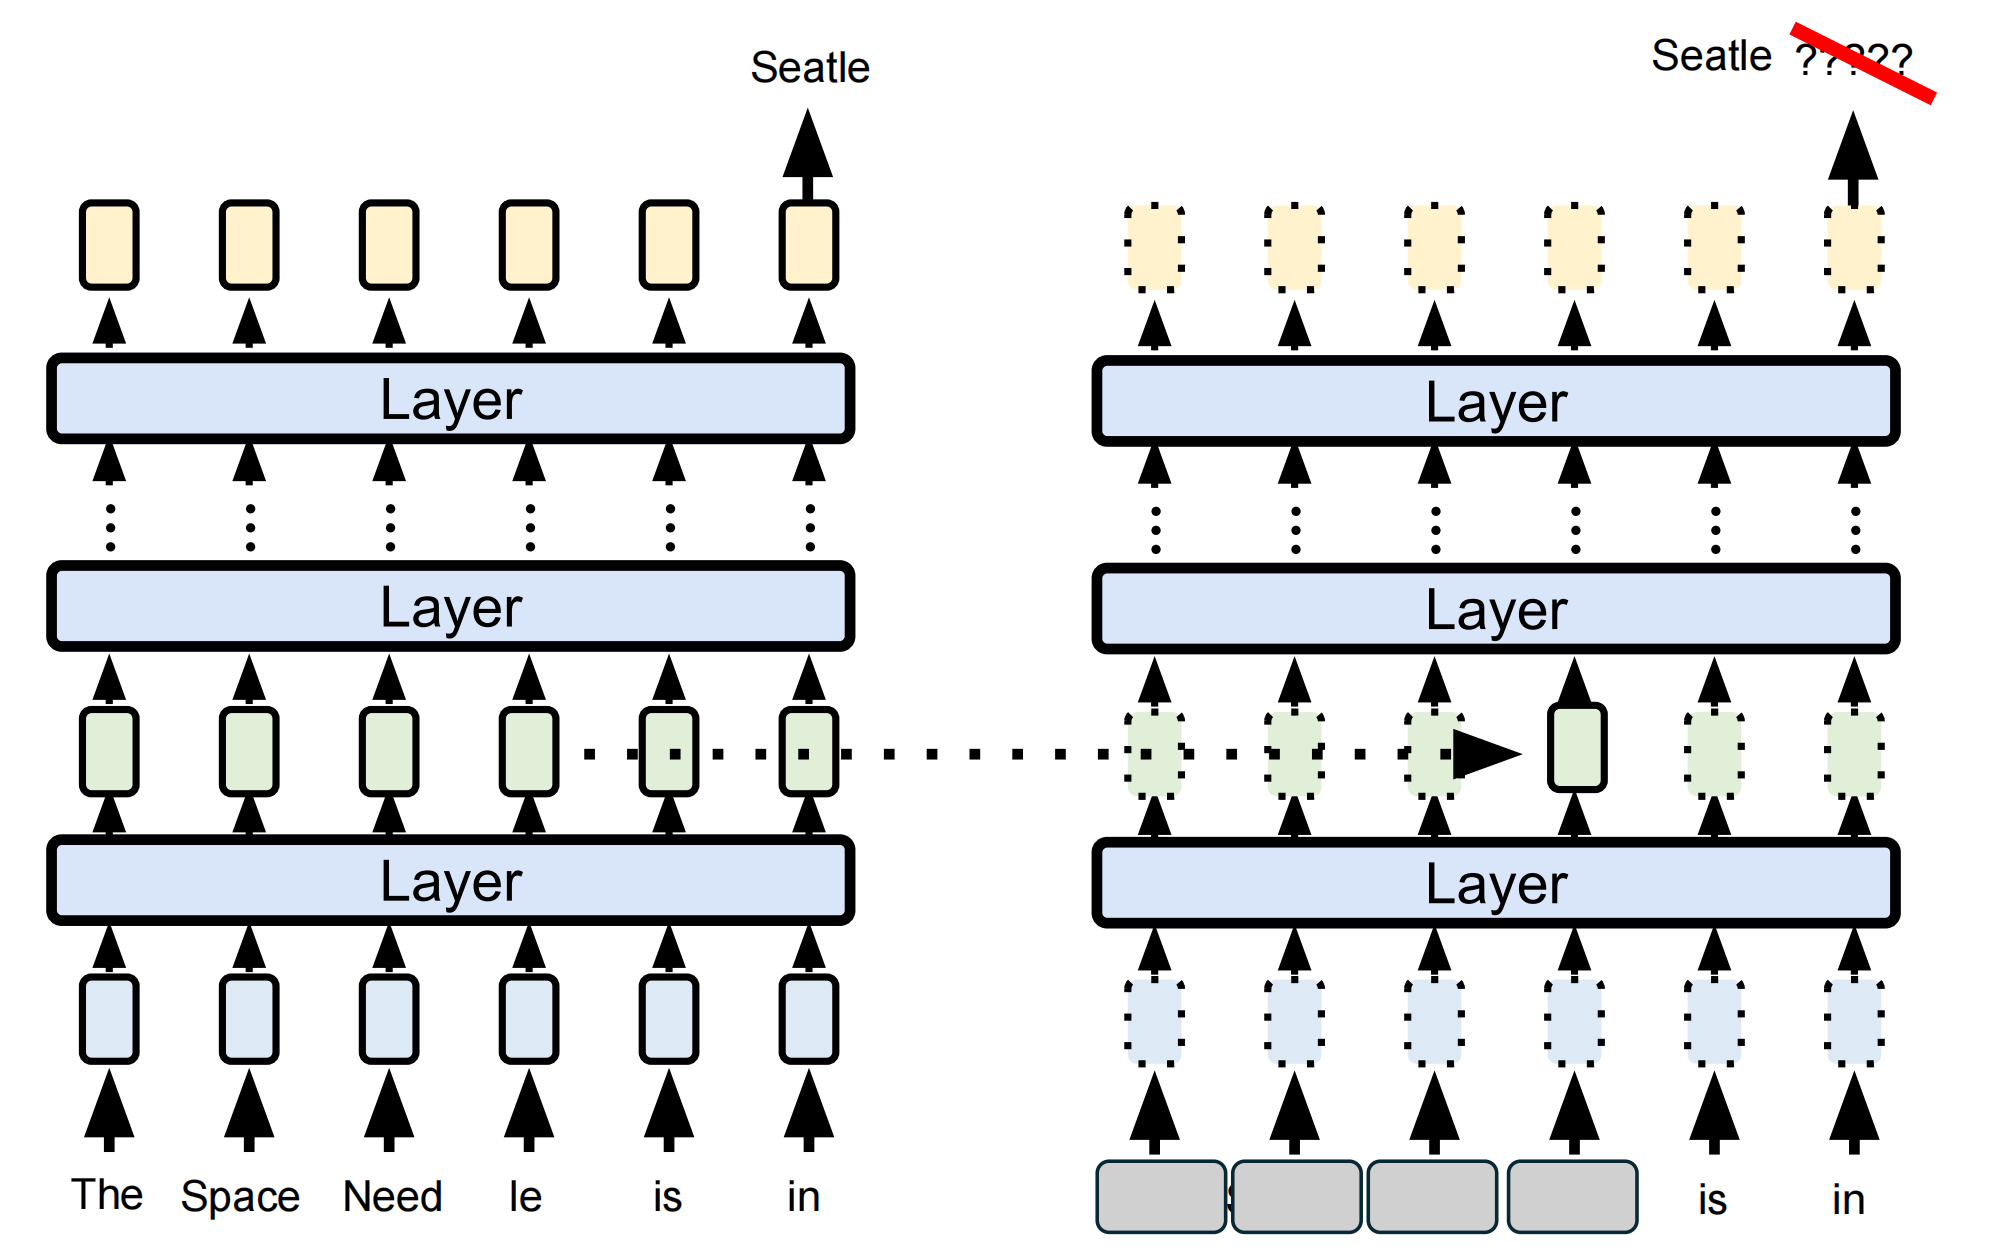 Seatle
Seatle ?????
Layer
Layer
Layer
Layer
Layer
Layer
The Space Need le is in
is in